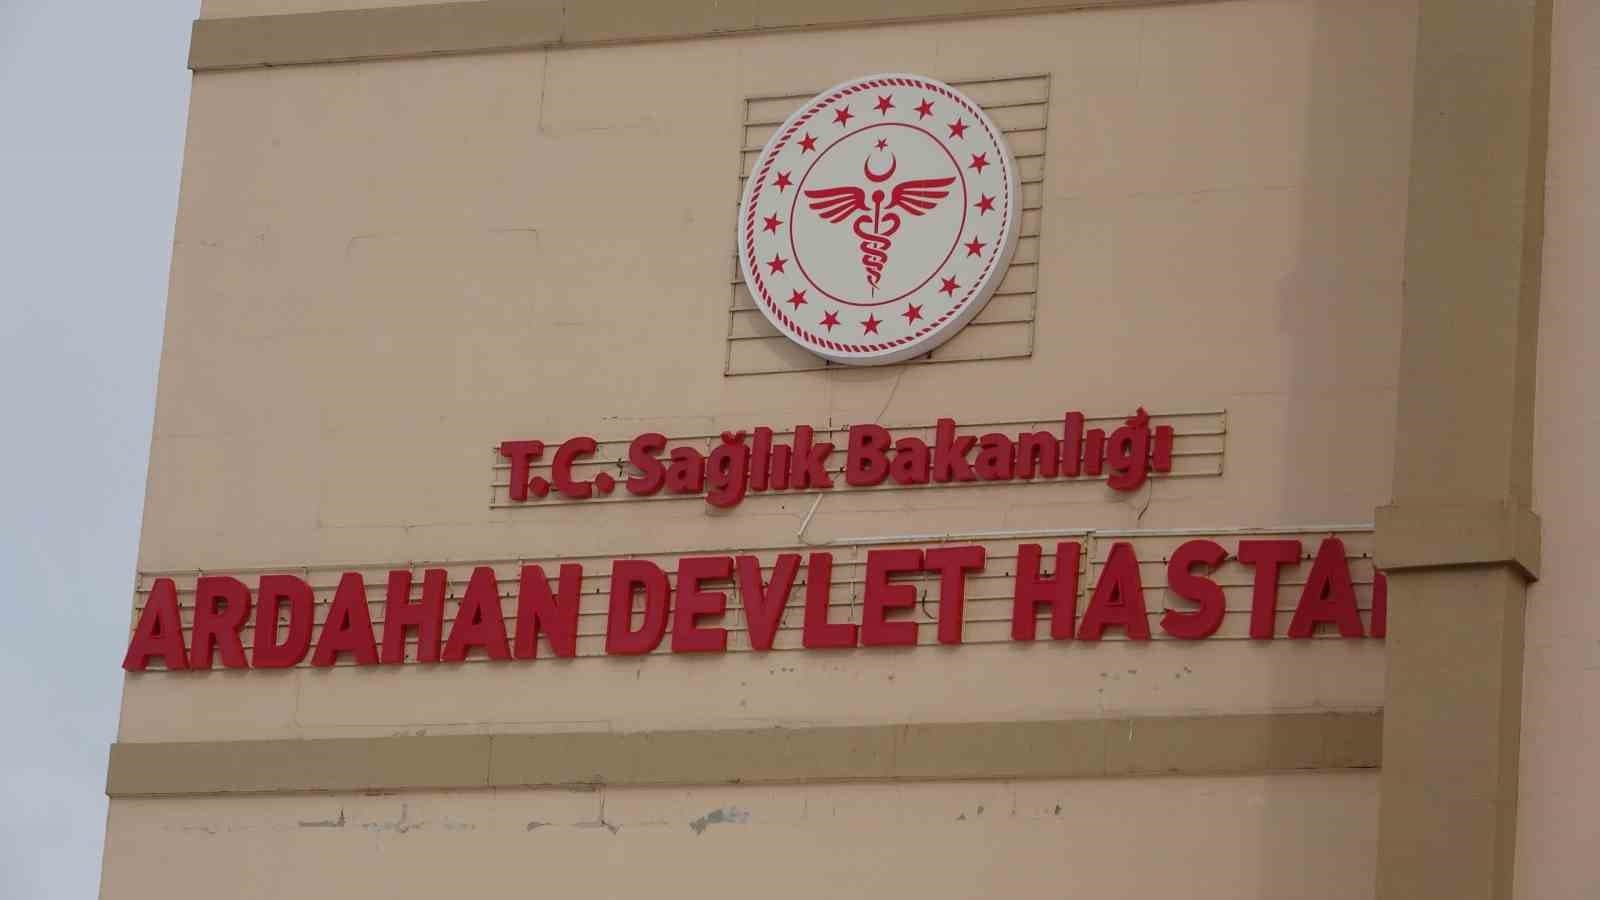 T.C. Sağlık Bakanlığı
ARDAHAN DEVLET HASTA